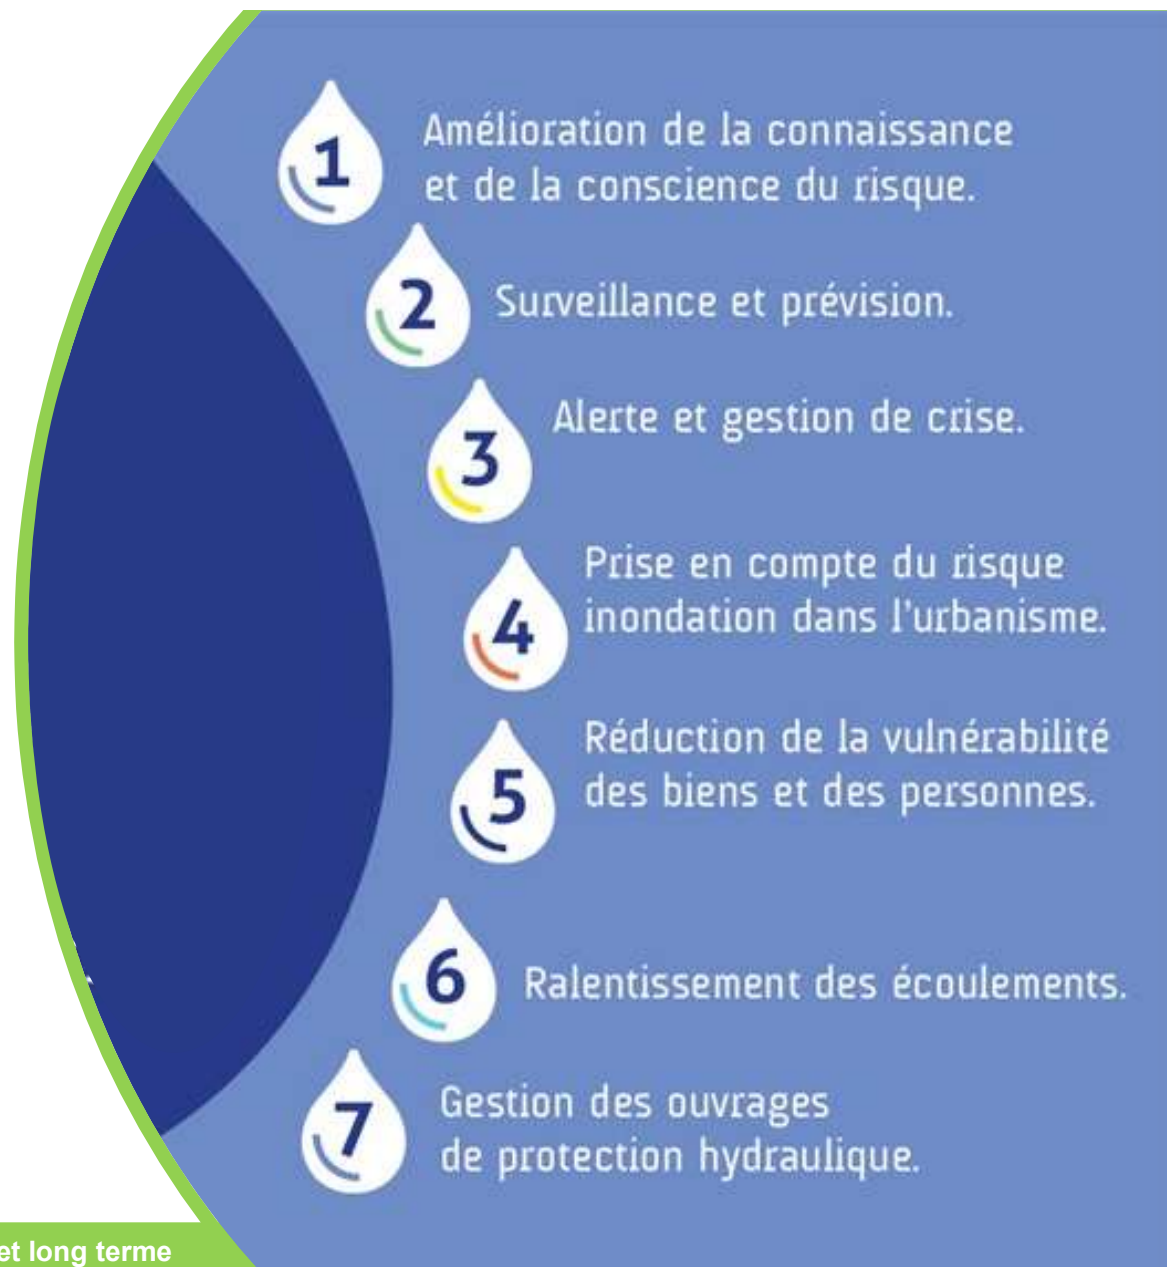 1
Amélioration de la connaissance
et de la conscience du risque.
2
Surveillance et prévision.
3
Alerte et gestion de crise.
4
Prise en compte du risque
inondation dans l'urbanisme.
5
Réduction de la vulnérabilité
des biens et des personnes.
6
Ralentissement des écoulements.
7
Gestion des ouvrages
de protection hydraulique.
et long terme